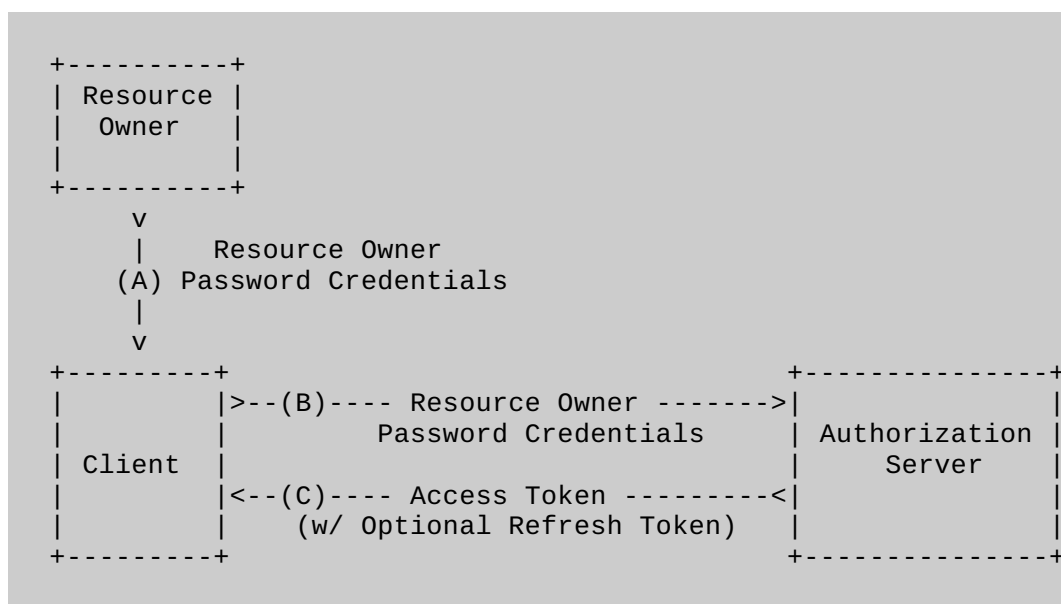 +----------+
| Resource |
|  Owner   |
|          |
+----------+
     v
     |    Resource Owner
    (A) Password Credentials
     |
     v
+---------+                                  +---------------+
|         |>--(B)---- Resource Owner ------->|               |
|         |         Password Credentials     | Authorization |
| Client  |                                  |     Server    |
|         |<--(C)---- Access Token ---------<|               |
|         |    (w/ Optional Refresh Token)   |               |
+---------+                                  +---------------+